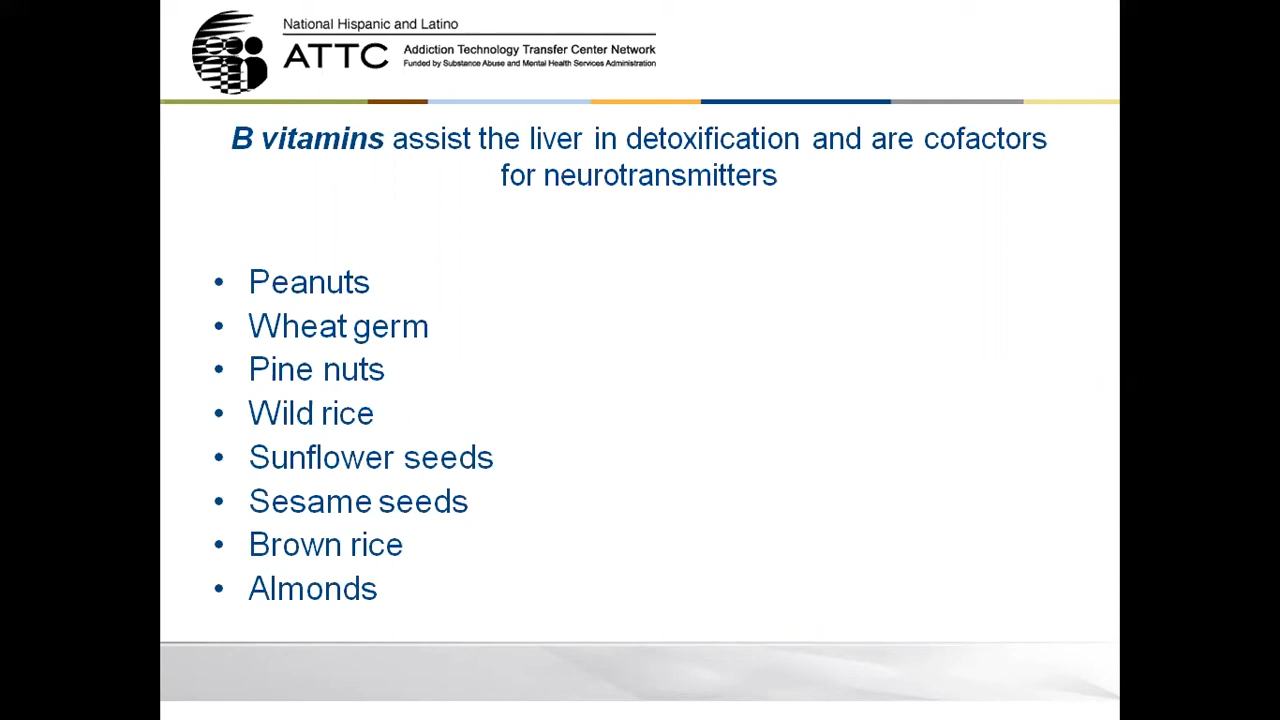 National Hispanic and Latino
ATTC Addiction Technology Transfer Center Network
Funded by Substance Abuse and Mental Health Services Administration
B vitamins assist the liver in detoxification and are cofactors
for neurotransmitters
• Peanuts
• Wheat germ
• Pine nuts
• Wild rice
• Sunflower seeds
• Sesame seeds
• Brown rice
• Almonds